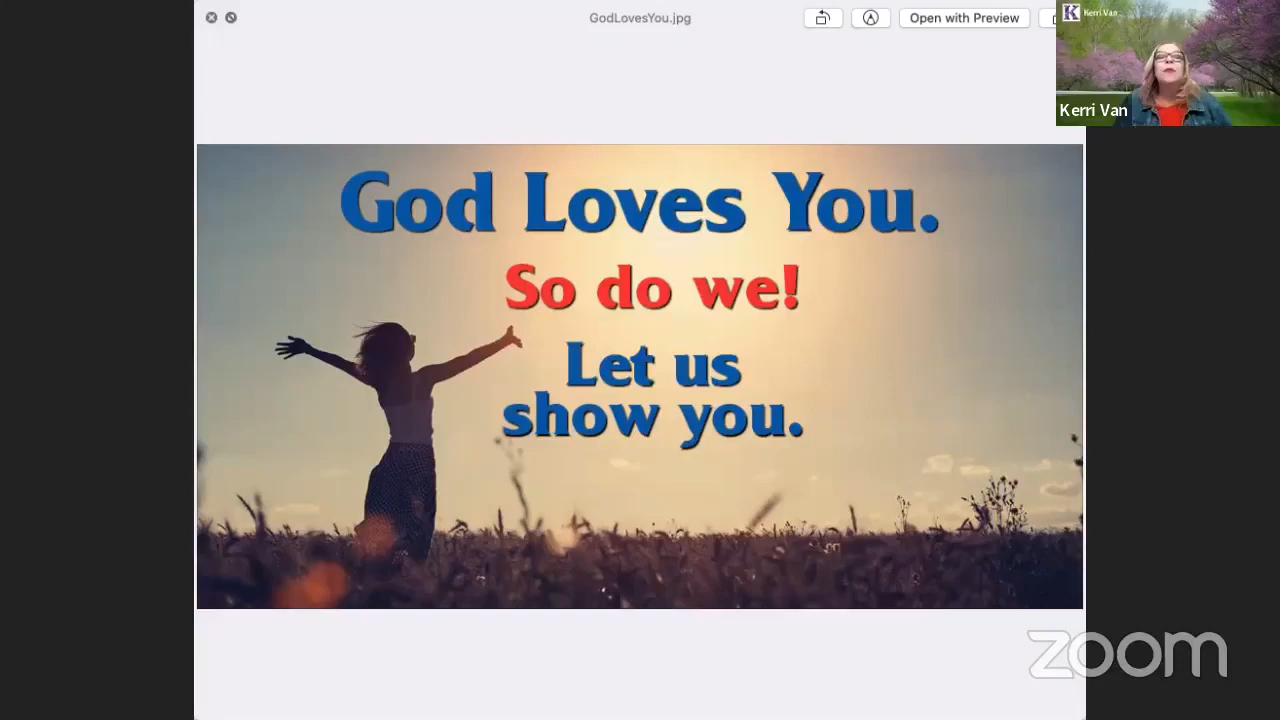 GodLovesYou.jpg
Open with Preview
K Kerri Van
Kerri Van
God Loves You.
So do we!
Let us
show you.
zoom